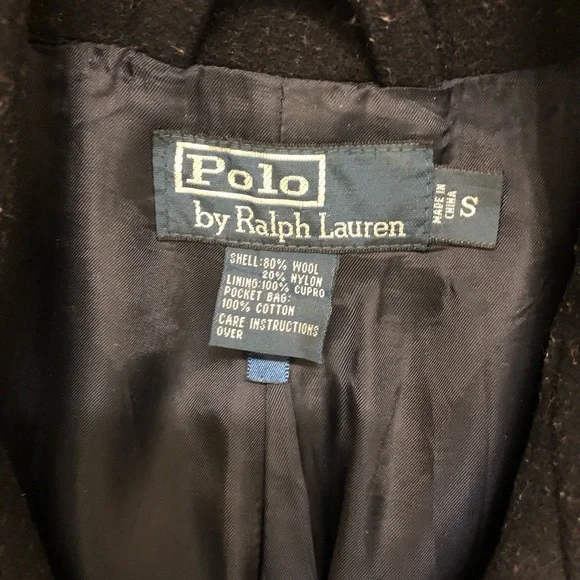 Polo
by Ralph Lauren
MADE IN
CHINA
S
SHELL:80% WOOL
20% NYLON
LINING:100% CUPRO
POCKET BAG:
100% COTTON
CARE INSTRUCTIONS
OVER